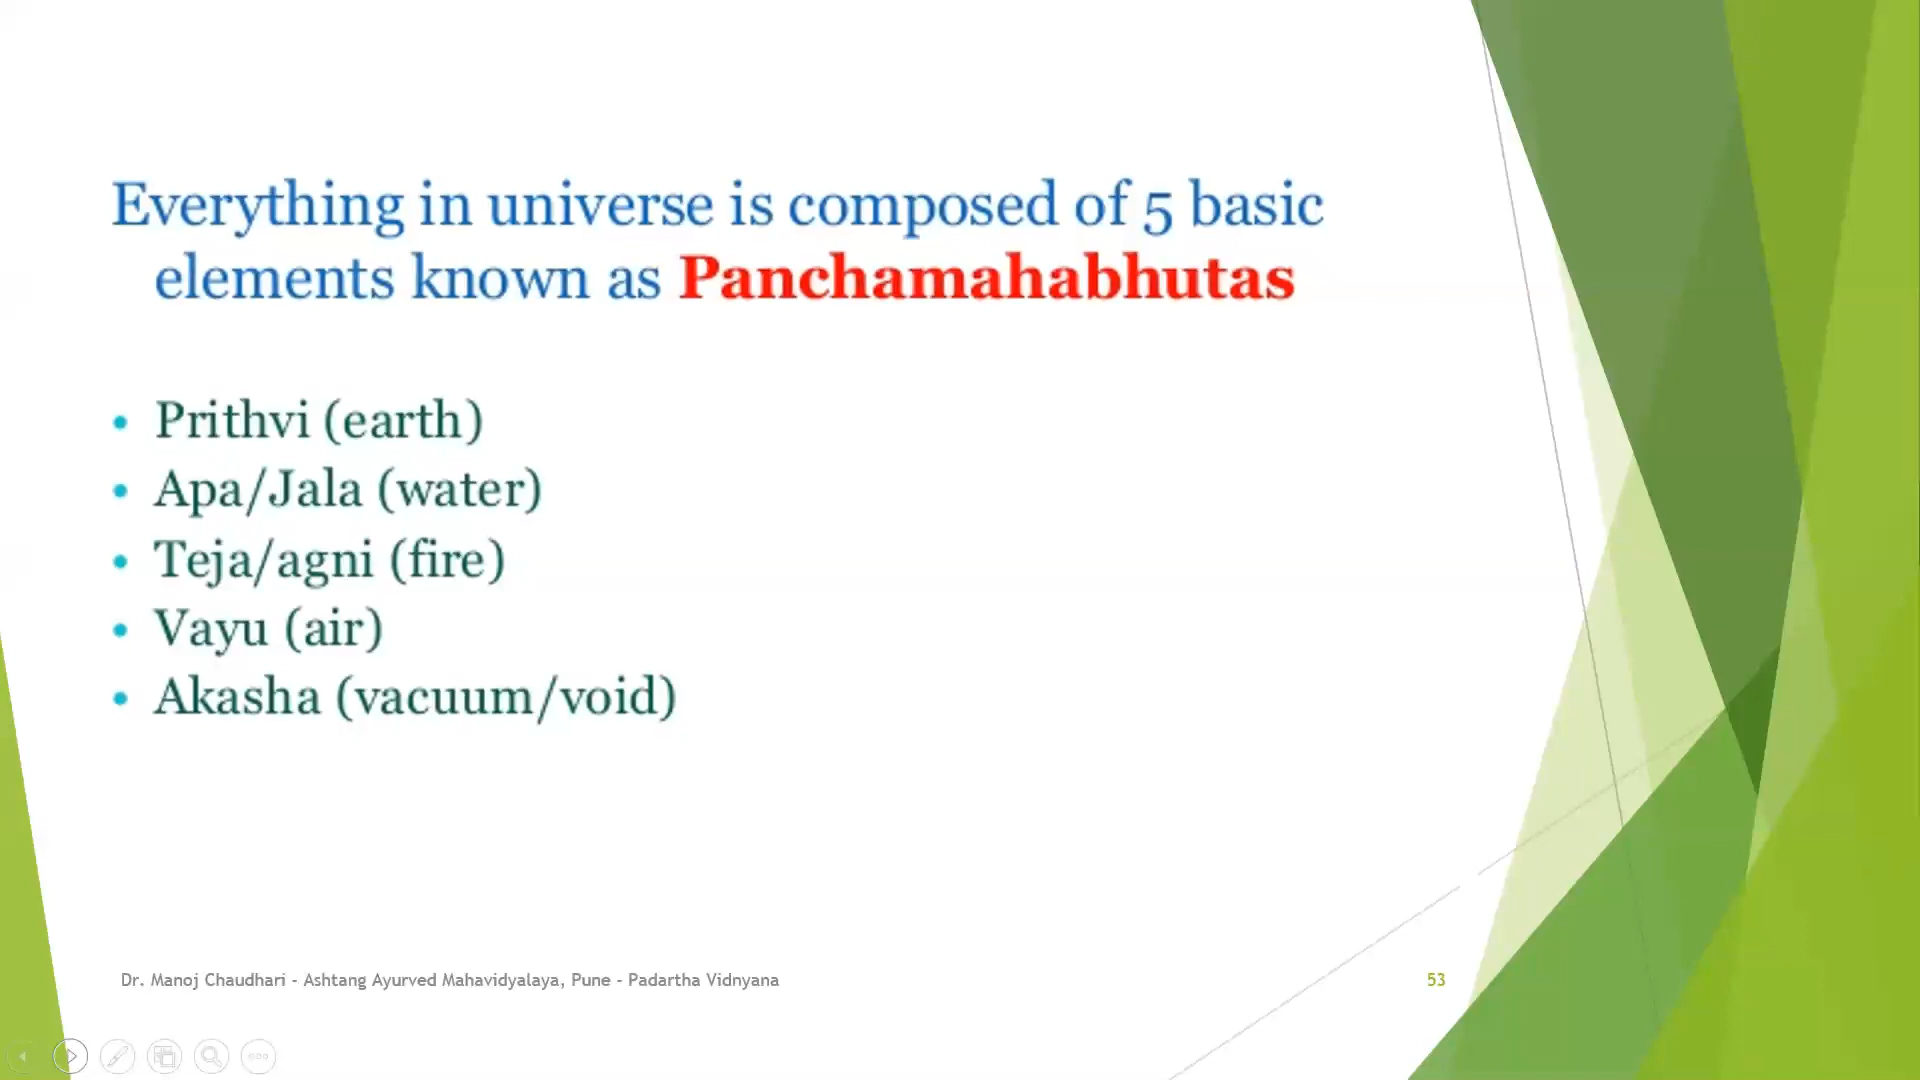 Everything in universe is composed of 5 basic
elements known as Panchamahabhutas
• Prithvi (earth)
• Apa/Jala (water)
• Teja/agni (fire)
• Vayu (air)
• Akasha (vacuum/void)
Dr. Manoj Chaudhari - Ashtang Ayurved Mahavidyalaya, Pune - Padartha Vidnyana
53